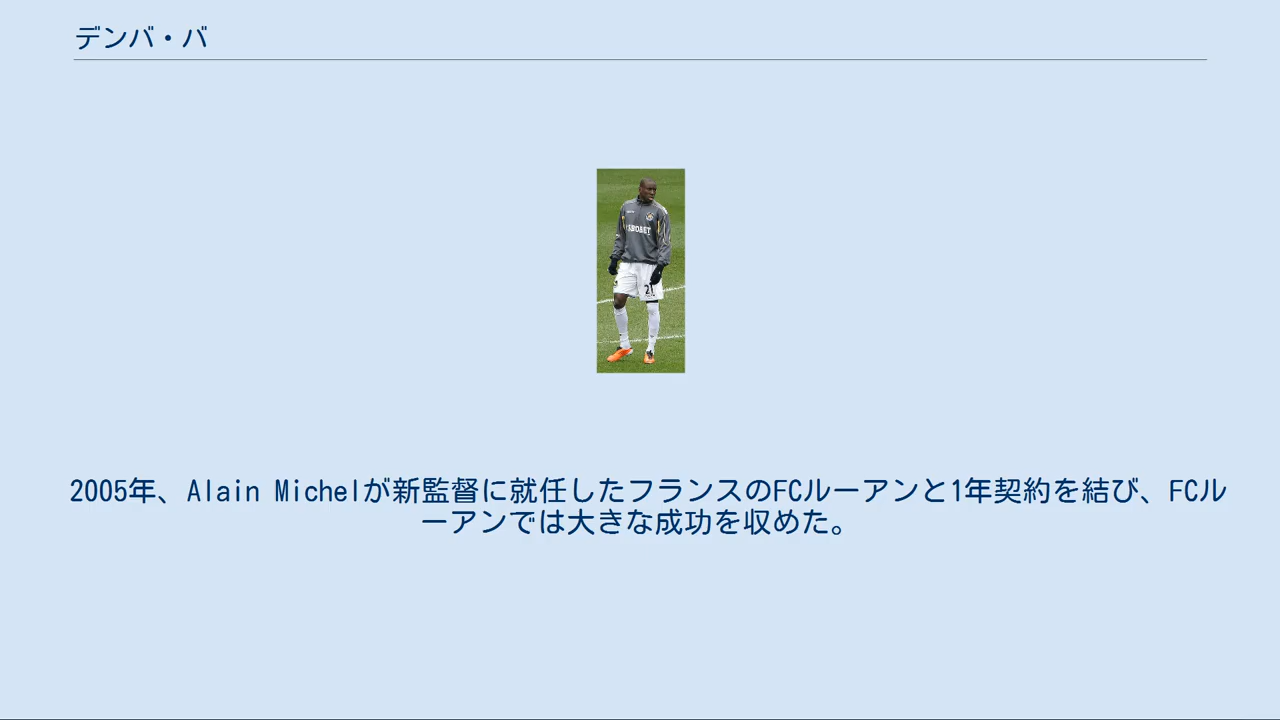 デンバ・バ
SBOBET
21
2005年、Alain Michelが新監督に就任したフランスのFCルーアンと1年契約を結び、FCル
ーアンでは大きな成功を収めた。